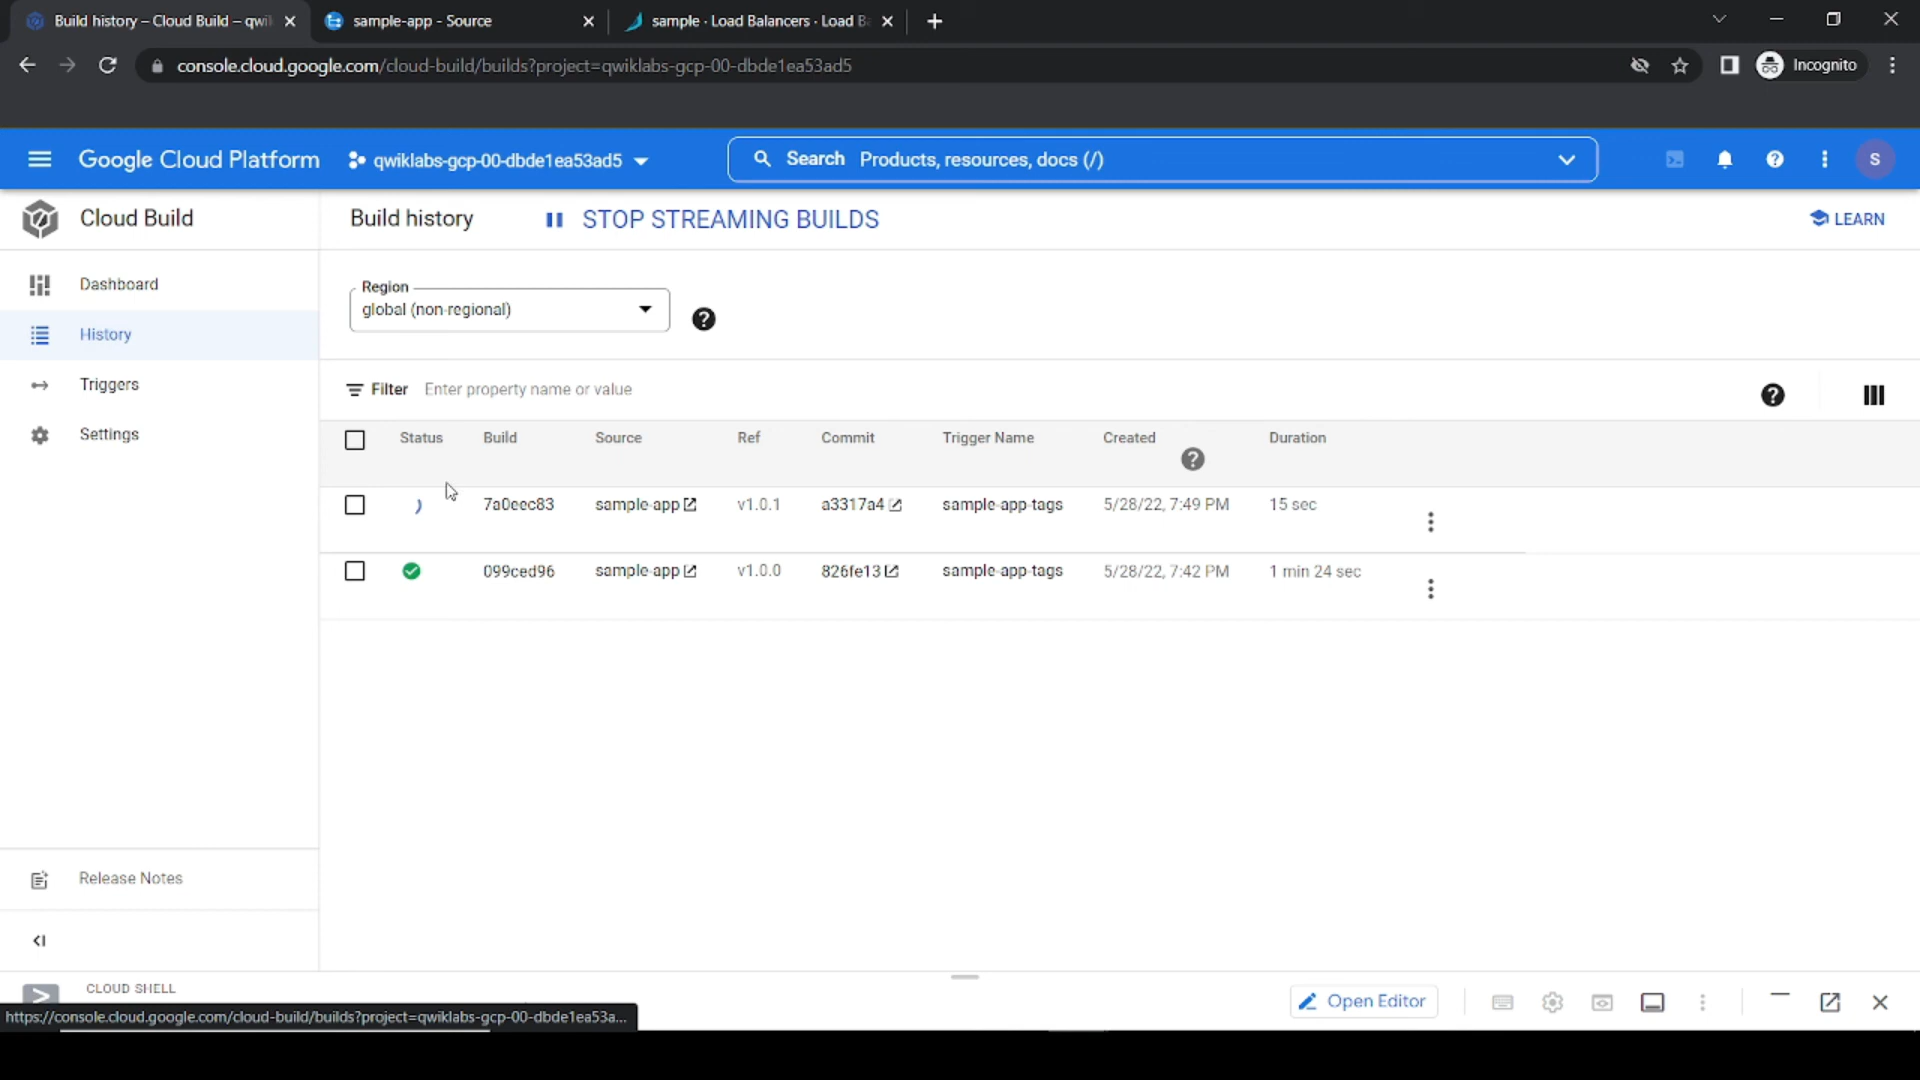 Build history – Cloud Build – qwi
sample-app - Source
sample · Load Balancers · Load B
console.cloud.google.com/cloud-build/builds?project=qwiklabs-gcp-00-dbde1ea53ad5
Incognito
Google Cloud Platform
qwiklabs-gcp-00-dbde1ea53ad5
Search Products, resources, docs (/)
S
Cloud Build
Build history
STOP STREAMING BUILDS
LEARN
Dashboard
History
Triggers
Settings
Region
global (non-regional)
Filter Enter property name or value
Status Build Source Ref Commit Trigger Name Created Duration
7a0eec83 sample-app v1.0.1 a3317a4 sample-app-tags 5/28/22, 7:49 PM 15 sec
099ced96 sample-app v1.0.0 826fe13 sample-app-tags 5/28/22, 7:42 PM 1 min 24 sec
Release Notes
CLOUD SHELL
Open Editor
https://console.cloud.google.com/cloud-build/builds?project=qwiklabs-gcp-00-dbde1ea53a...